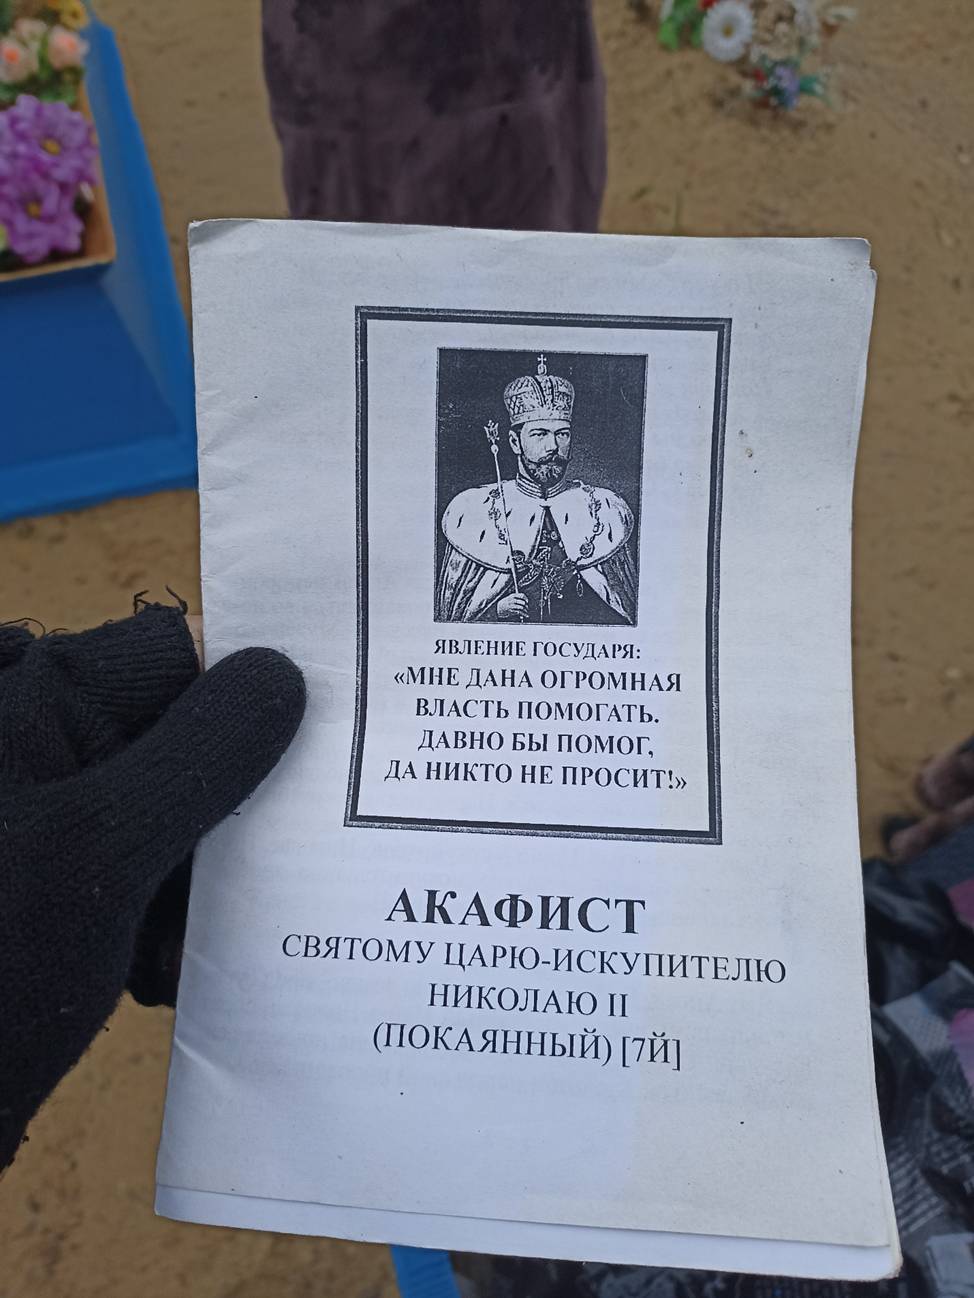 ЯВЛЕНИЕ ГОСУДАРЯ:
«МНЕ ДАНА ОГРОМНАЯ
ВЛАСТЬ ПОМОГАТЬ.
ДАВНО БЫ ПОМОГ,
ДА НИКТО НЕ ПРОСИТ!»
АКАФИСТ
СВЯТОМУ ЦАРЮ-ИСКУПИТЕЛЮ
НИКОЛАЮ II
(ПОКАЯННЫЙ) [7Й]